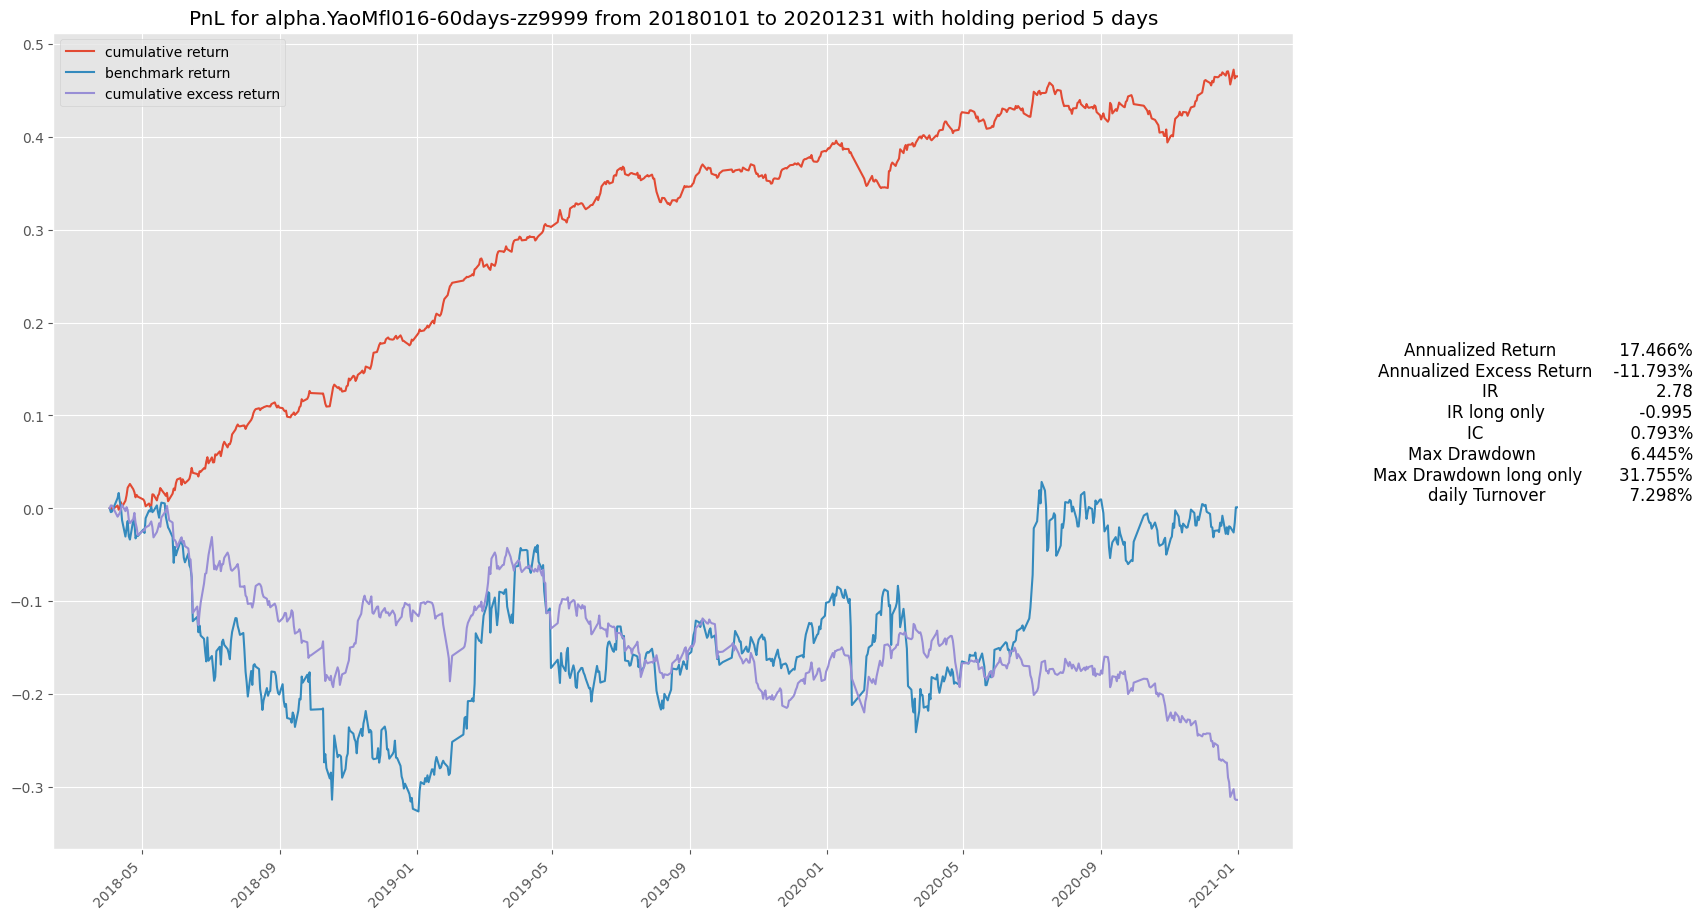 PnL for alpha.YaoMfl016-60days-zz9999 from 20180101 to 20201231 with holding period 5 days
cumulative return
benchmark return
cumulative excess return
0.5
0.4
0.3
0.2
0.1
0.0
−0.1
−0.2
−0.3
2018-05
2018-09
2019-01
2019-05
2019-09
2020-01
2020-05
2020-09
2021-01
Annualized Return 17.466%
Annualized Excess Return -11.793%
IR 2.78
IR long only -0.995
IC 0.793%
Max Drawdown 6.445%
Max Drawdown long only 31.755%
daily Turnover 7.298%